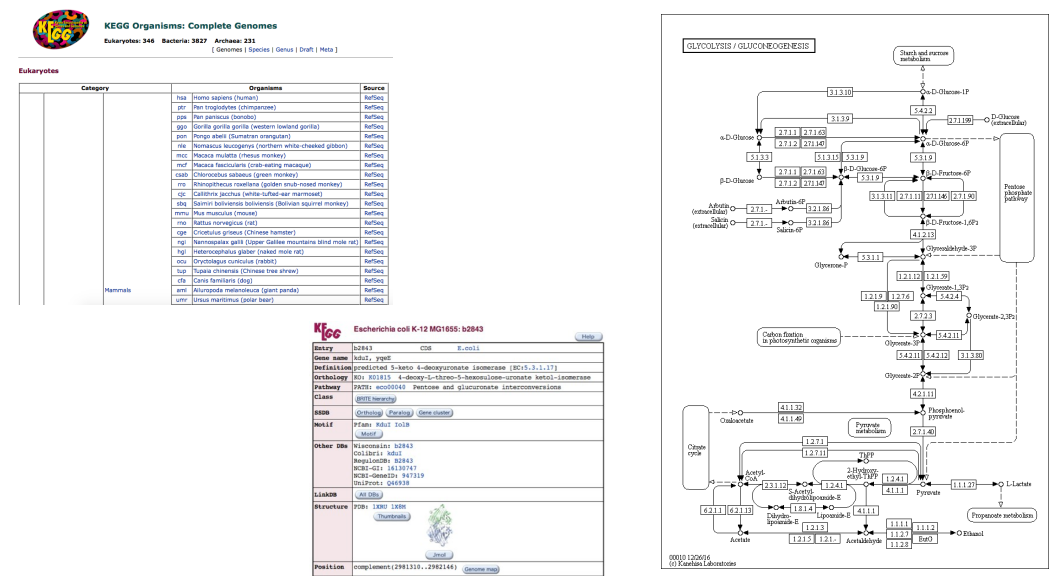 KEGG
KEGG Organisms: Complete Genomes
Eukaryotes: 346 Bacteria: 3827 Archaea: 231
[ Genomes | Species | Genus | Draft | Meta ]
Eukaryotes
Category Organisms Source
hsa Homo sapiens (human) RefSeq
ptr Pan troglodytes (chimpanzee) RefSeq
pps Pan paniscus (bonobo) RefSeq
ggo Gorilla gorilla gorilla (western lowland gorilla) RefSeq
pon Pongo abelii (Sumatran orangutan) RefSeq
nle Nomascus leucogenys (northern white-cheeked gibbon) RefSeq
mcc Macaca mulatta (rhesus monkey) RefSeq
mcf Macaca fascicularis (crab-eating macaque) RefSeq
csab Chlorocebus sabaeus (green monkey) RefSeq
rro Rhinopithecus roxellana (golden snub-nosed monkey) RefSeq
cjc Callithrix jacchus (white-tufted-ear marmoset) RefSeq
sbq Saimiri boliviensis boliviensis (Bolivian squirrel monkey) RefSeq
mmu Mus musculus (mouse) RefSeq
rno Rattus norvegicus (rat) RefSeq
cge Cricetulus griseus (Chinese hamster) RefSeq
ngi Nannospalax galili (Upper Galilee mountains blind mole rat) RefSeq
hgl Heterocephalus glaber (naked mole rat) RefSeq
ocu Oryctolagus cuniculus (rabbit) RefSeq
tup Tupaia chinensis (Chinese tree shrew) RefSeq
cfa Canis familiaris (dog) RefSeq
Mammals aml Ailuropoda melanoleuca (giant panda) RefSeq
umr Ursus maritimus (polar bear) RefSeq
KEGG Escherichia coli K-12 MG1655: b2843
Help
Entry b2843 CDS E.coli
Gene name kduI, yqeE
Definition predicted 5-keto 4-deoxyuronate isomerase [EC:5.3.1.17]
Orthology KO: K01815 4-deoxy-L-threo-5-hexosulose-uronate ketol-isomerase
Pathway PATH: eco00040 Pentose and glucuronate interconversions
Class BRITE hierarchy
SSDB Ortholog Paralog Gene cluster
Motif Pfam: KduI IolB
Motif
Other DBs Wisconsin: b2843
Colibri: kduI
RegulonDB: B2843
NCBI-GI: 16130747
NCBI-GeneID: 947319
UniProt: Q46938
LinkDB All DBs
Structure PDB: 1XRU 1X8M
Thumbnails
Jmol
Position complement(2981310..2982146) Genome map
GLYCOLYSIS / GLUCONEOGENESIS
Starch and sucrose
metabolism
3.1.3.10 α-D-Glucose-1P
5.4.2.2
3.1.3.9 2.7.1.199 D-Glucose
(extracellular)
α-D-Glucose 2.7.1.1 2.7.1.63
2.7.1.2 2.7.1.147
α-D-Glucose-6P
5.1.3.3 5.3.1.15 5.3.1.9 5.3.1.9
β-D-Glucose 2.7.1.1 2.7.1.63 β-D-Glucose-6P 5.3.1.9 β-D-Fructose-6P
2.7.1.2 2.7.1.147
3.1.3.11 2.7.1.11 2.7.1.146 2.7.1.90
Pentose
phosphate
pathway
Arbutin
(extracellular) 2.7.1.- Arbutin-6P 3.2.1.86
Salicin
(extracellular) 2.7.1.- Salicin-6P 3.2.1.86
β-D-Fructose-1,6P2
4.1.2.13
Glyceraldehyde-3P
Glycerone-P 5.3.1.1
1.2.1.12 1.2.1.59
1.2.1.9 1.2.7.6 Glycerate-1,3P2
5.4.2.4
1.2.1.90
2.7.2.3 Glycerate-2,3P2
Carbon fixation
in photosynthetic organisms
5.4.2.11
Glycerate-3P
5.4.2.11 5.4.2.12 3.1.3.80
Glycerate-2P
4.2.1.11
Oxaloacetate 4.1.1.32
4.1.1.49
Phosphoenol-
pyruvate
Pyruvate
metabolism
2.7.1.40
Citrate
cycle
1.2.7.1
1.2.7.11
ThPP
Acetyl-
CoA
2-Hydroxy-
ethyl-ThPP
2.3.1.12 1.2.4.1 1.2.4.1
4.1.1.1
Pyruvate 1.1.1.27 L-Lactate
S-Acetyl-
dihydrolipoamide-E
Dihydro-
lipoamide-E
1.8.1.4 Lipoamide-E
6.2.1.1 6.2.1.13 4.1.1.1
Propanoate metabolism
Acetate 1.2.1.3
1.2.1.5 1.2.1.-
Acetaldehyde 1.1.1.1 1.1.1.2
1.1.2.7 EutG
1.1.2.8
Ethanol
00010 12/26/16
(c) Kanehisa Laboratories